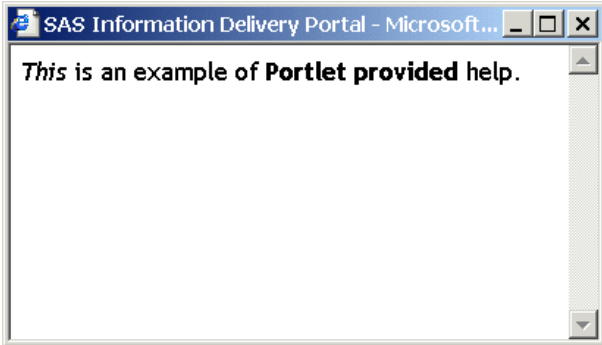 SAS Information Delivery Portal - Microsoft...
This is an example of Portlet provided help.